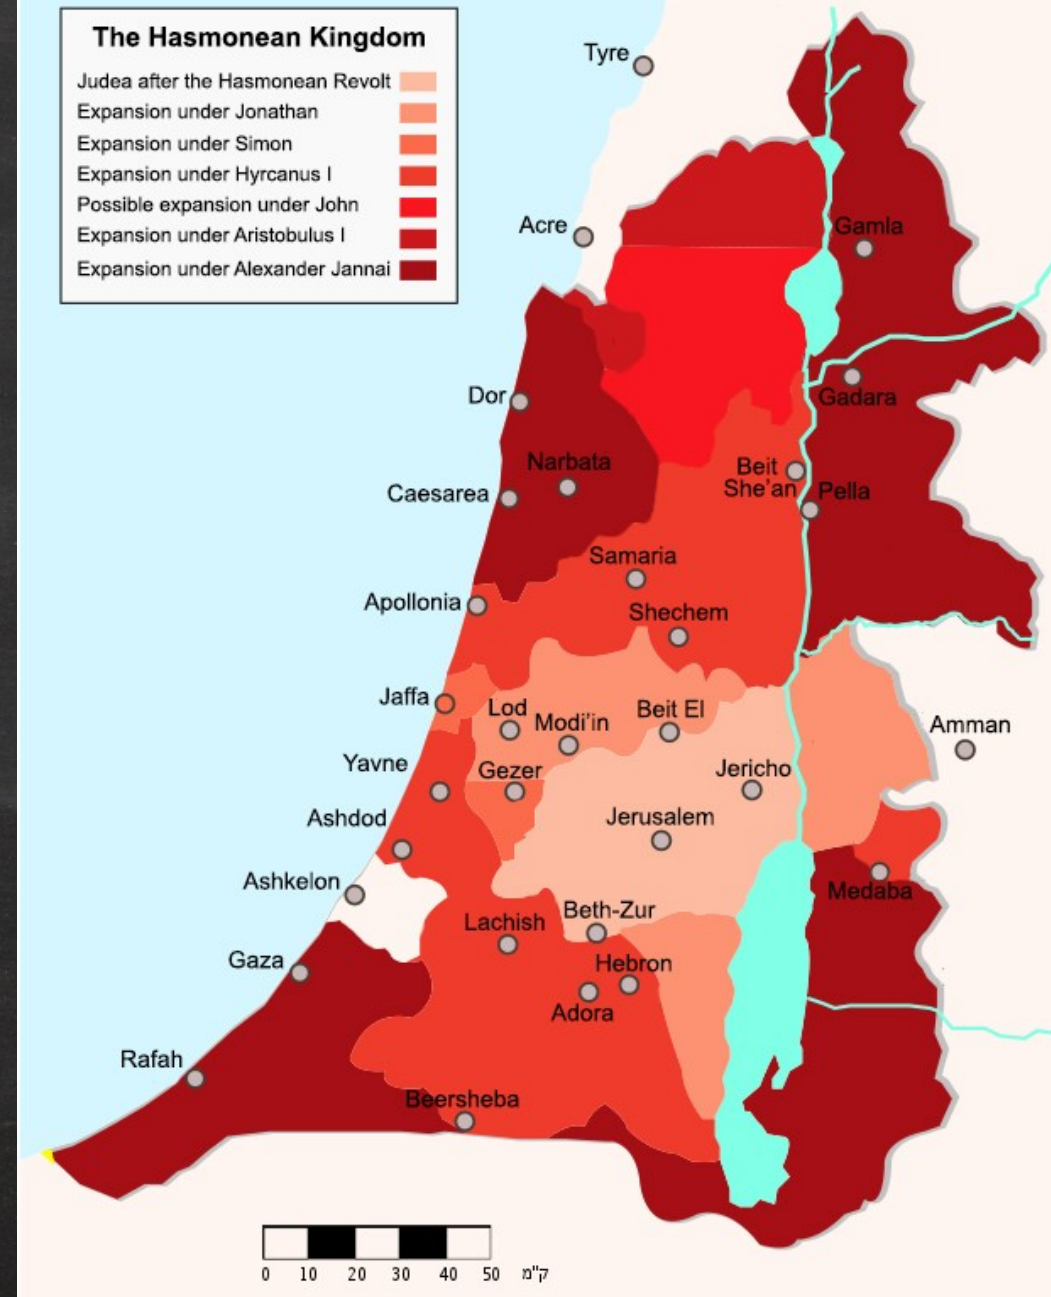 The Hasmonean Kingdom
Judea after the Hasmonean Revolt
Expansion under Jonathan
Expansion under Simon
Expansion under Hyrcanus I
Possible expansion under John
Expansion under Aristobulus I
Expansion under Alexander Jannai
Tyre
Acre
Gamla
Dor
Gadara
Narbata
Caesarea
Beit
She'an
Pella
Samaria
Apollonia
Shechem
Jaffa
Lod
Modi'in
Beit El
Amman
Yavne
Gezer
Jericho
Ashdod
Jerusalem
Ashkelon
Medaba
Lachish
Beth-Zur
Gaza
Hebron
Adora
Rafah
Beersheba
0 10 20 30 40 50 ק"מ